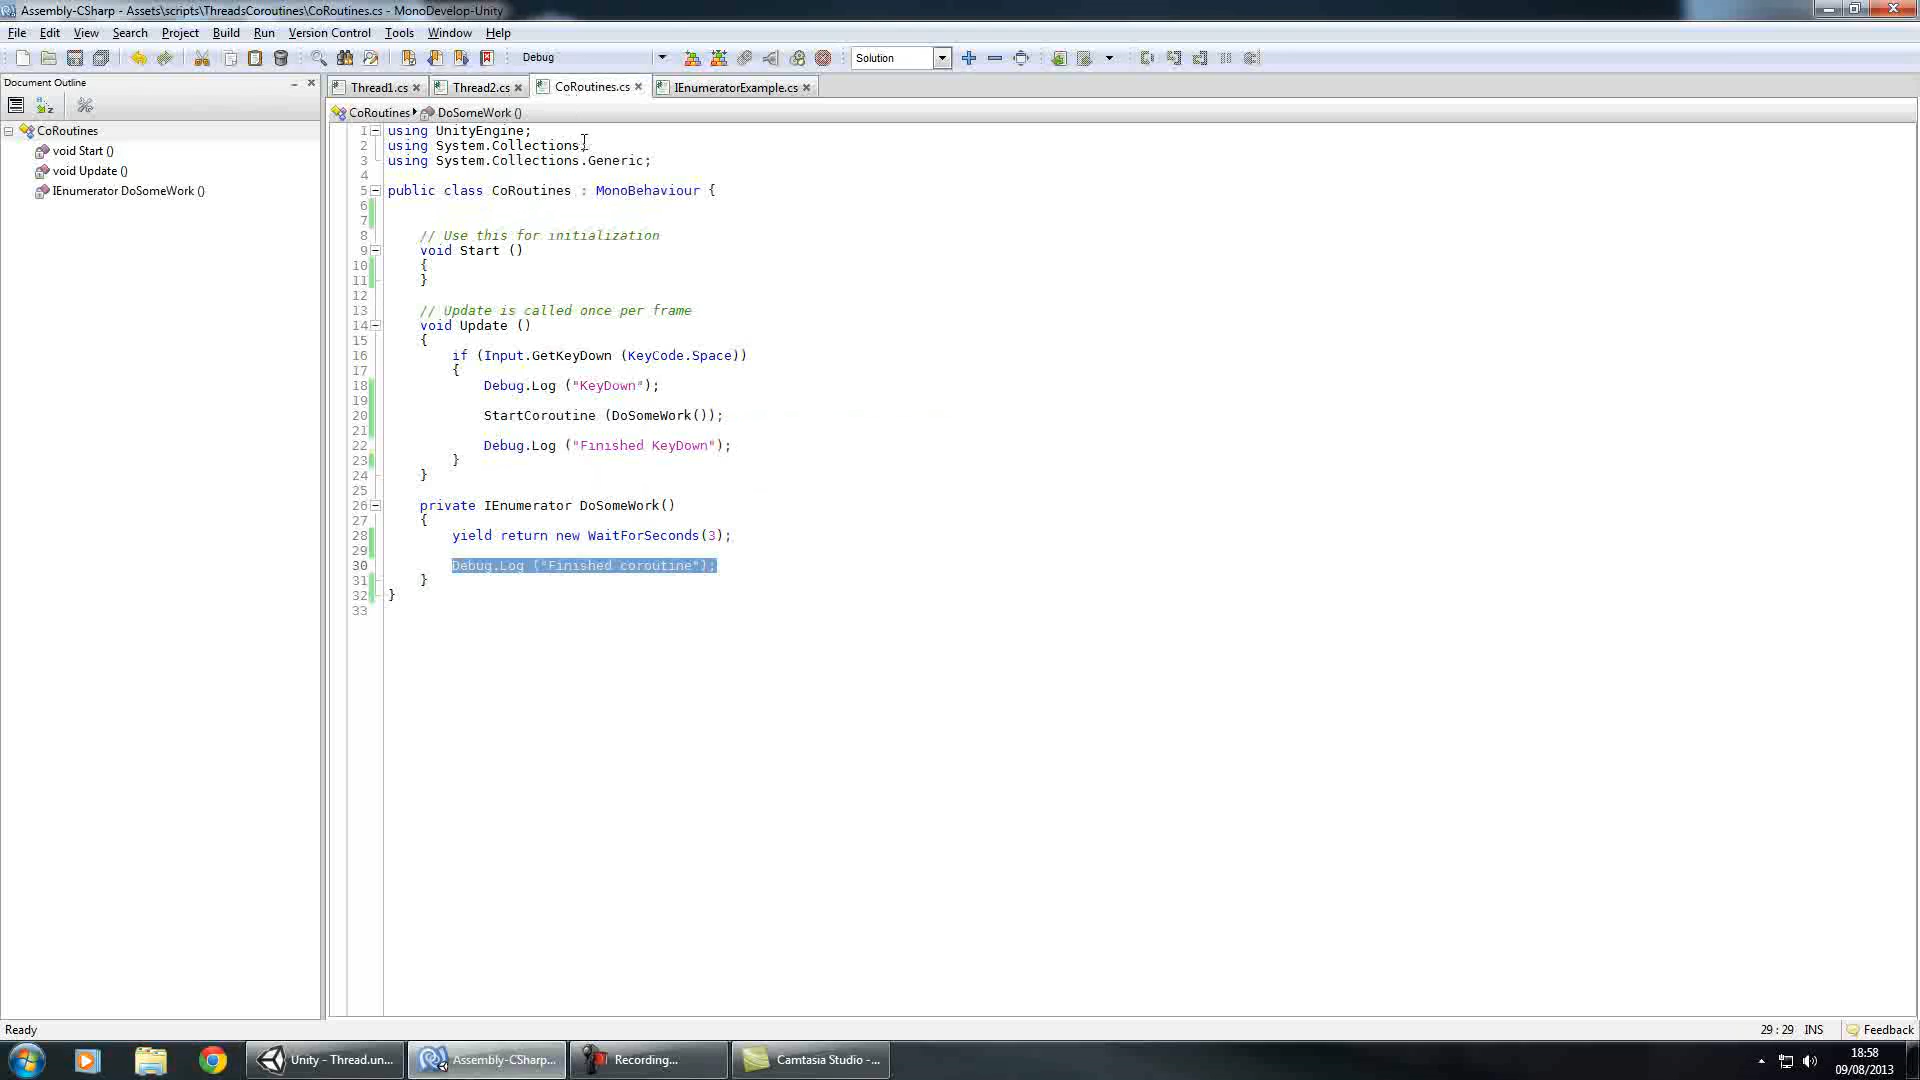 Assembly-CSharp - Assets\scripts\ThreadsCoroutines\CoRoutines.cs - MonoDevelop-Unity
File Edit View Search Project Build Run Version Control Tools Window Help
Debug Solution
Document Outline
Thread1.cs Thread2.cs CoRoutines.cs IEnumeratorExample.cs
CoRoutines DoSomeWork ()
CoRoutines
void Start ()
void Update ()
IEnumerator DoSomeWork ()
1 using UnityEngine;
2 using System.Collections;
3 using System.Collections.Generic;
4
5 public class CoRoutines : MonoBehaviour {
6
7
8 // Use this for initialization
9 void Start ()
10 {
11 }
12
13 // Update is called once per frame
14 void Update ()
15 {
16 if (Input.GetKeyDown (KeyCode.Space))
17 {
18 Debug.Log ("KeyDown");
19
20 StartCoroutine (DoSomeWork());
21
22 Debug.Log ("Finished KeyDown");
23 }
24 }
25
26 private IEnumerator DoSomeWork()
27 {
28 yield return new WaitForSeconds(3);
29
30 Debug.Log ("Finished coroutine");
31 }
32 }
33
Ready 29 : 29 INS Feedback
Unity - Thread.un... Assembly-CSharp... Recording... Camtasia Studio -...
18:58
09/08/2013